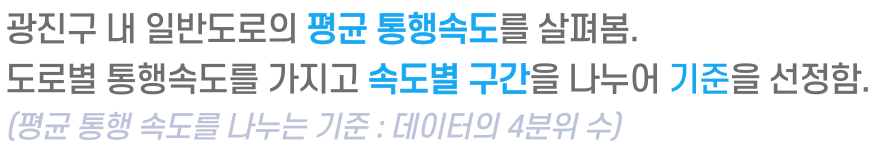 광진구 내 일반도로의 평균 통행속도를 살펴봄.
도로별 통행속도를 가지고 속도별 구간을 나누어 기준을 선정함.
(평균 통행 속도를 나누는 기준 : 데이터의 4분위 수)